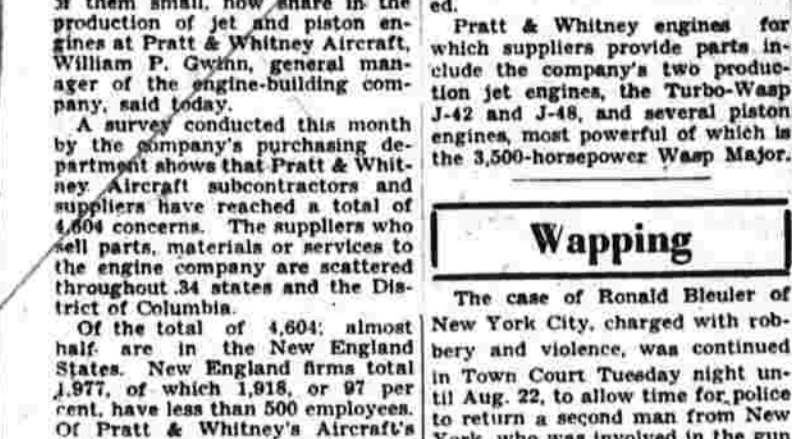 of them small, now share in the
production of jet and piston en-
gines at Pratt & Whitney Aircraft,
William P. Gwinn, general man-
ager of the engine-building com-
pany, said today.
A survey conducted this month
by the company's purchasing de-
partment shows that Pratt & Whit-
ney Aircraft subcontractors and
suppliers have reached a total of
4,604 concerns. The suppliers who
sell parts, materials or services to
the engine company are scattered
throughout 34 states and the Dis-
trict of Columbia.
Of the total of 4,604; almost
half are in the New England
States. New England firms total
1,977, of which 1,918, or 97 per
cent, have less than 500 employees.
Of Pratt & Whitney's Aircraft's
ed.
Pratt & Whitney engines for
which suppliers provide parts in-
clude the company's two produc-
tion jet engines, the Turbo-Wasp
J-42 and J-48, and several piston
engines, most powerful of which is
the 3,500-horsepower Wasp Major.
Wapping
The case of Ronald Bleuler of
New York City, charged with rob-
bery and violence, was continued
in Town Court Tuesday night un-
til Aug. 22, to allow time for police
to return a second man from New
York, who was involved in the gun